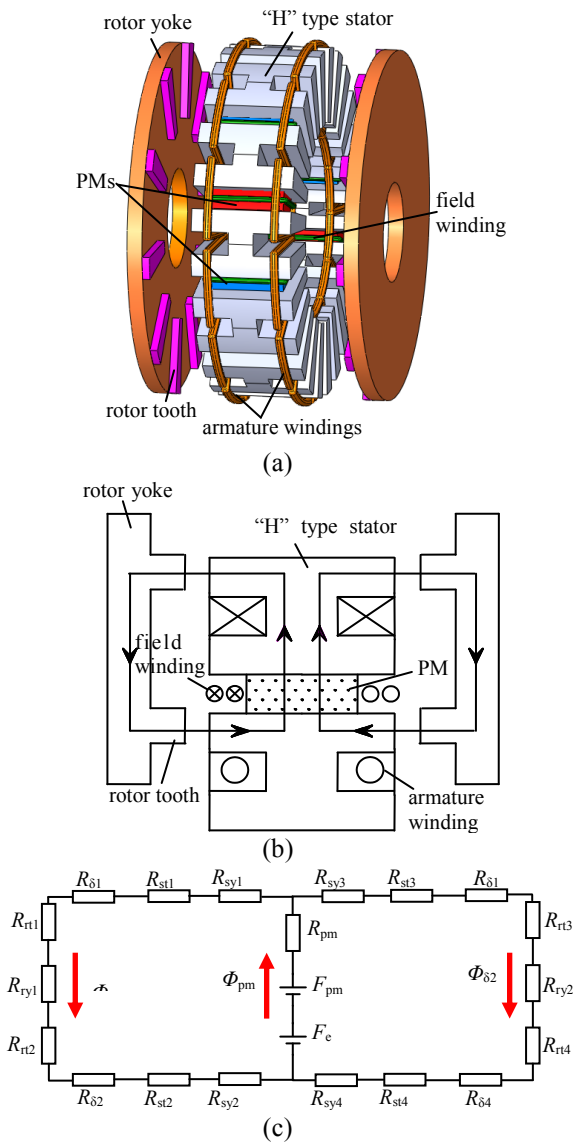 rotor yoke
“H” type stator
PMs
field
winding
rotor tooth
armature windings
(a)
rotor yoke
“H” type stator
field
winding
PM
rotor tooth
armature
winding
(b)
Rδ1 Rst1 Rsy1 Rsy3 Rst3 Rδ1
Rrt1 Rpm Rrt3
Rry1 Φ Φpm Fpm Φδ2 Rry2
Rrt2 Fe Rrt4
Rδ2 Rst2 Rsy2 Rsy4 Rst4 Rδ4
(c)